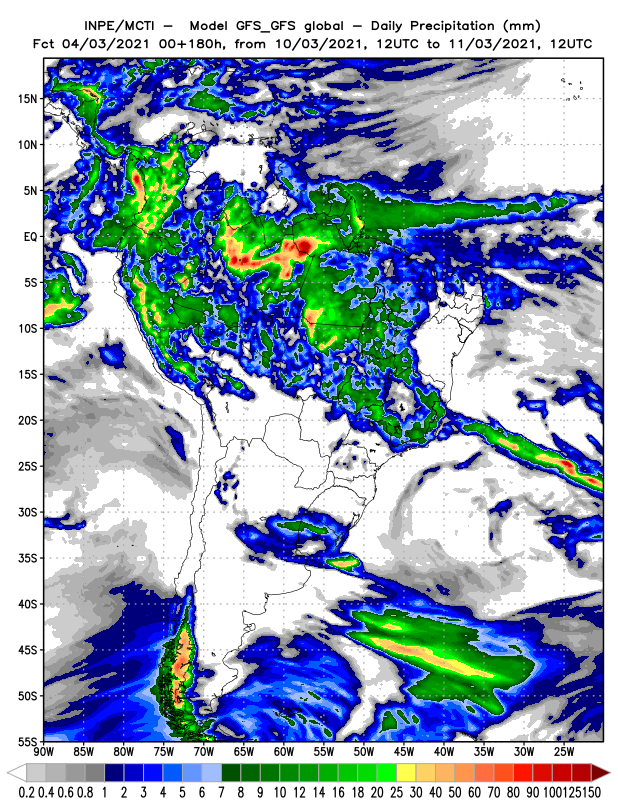 INPE/MCTI –  Model GFS_GFS global – Daily Precipitation (mm)
Fct 04/03/2021 00+180h, from 10/03/2021, 12UTC to 11/03/2021, 12UTC
15N
10N
5N
EQ
5S
10S
15S
20S
25S
30S
35S
40S
45S
50S
55S
90W 85W 80W 75W 70W 65W 60W 55W 50W 45W 40W 35W 30W 25W
0.2 0.4 0.6 0.8 1 2 3 4 5 6 7 8 9 10 12 14 16 18 20 25 30 40 50 60 70 80 90 100 125 150